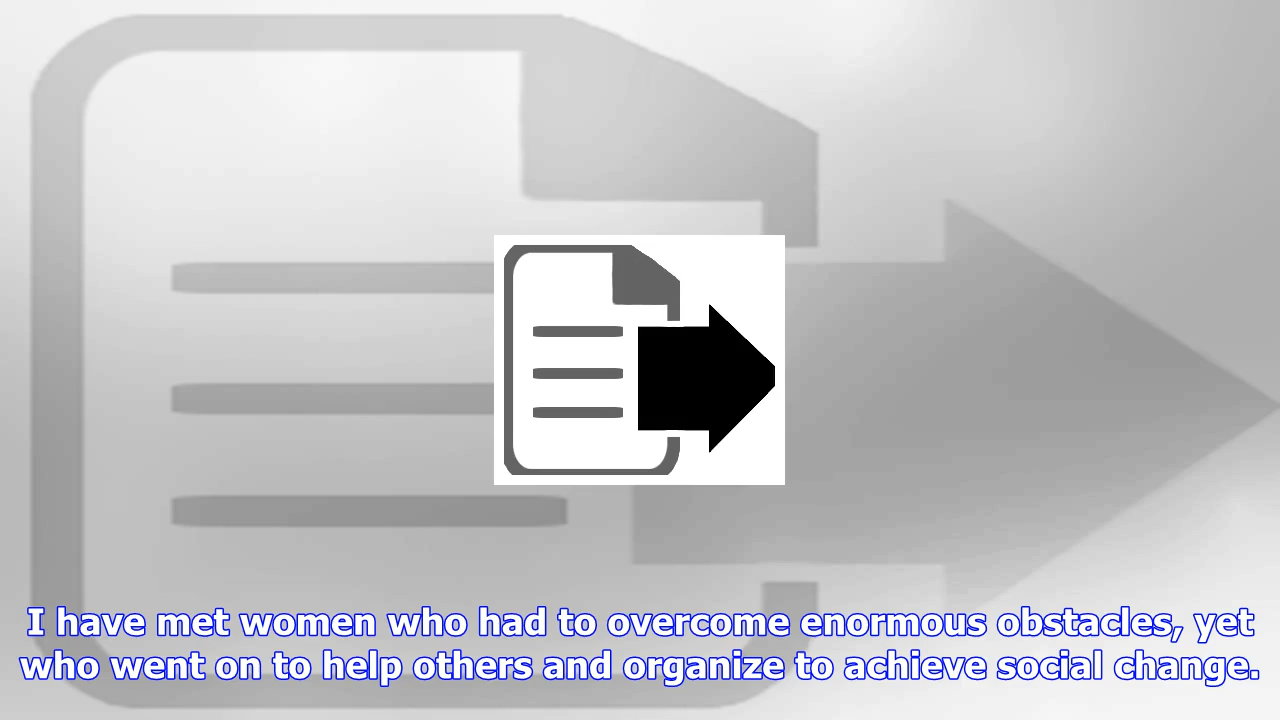 I have met women who had to overcome enormous obstacles, yet
who went on to help others and organize to achieve social change.